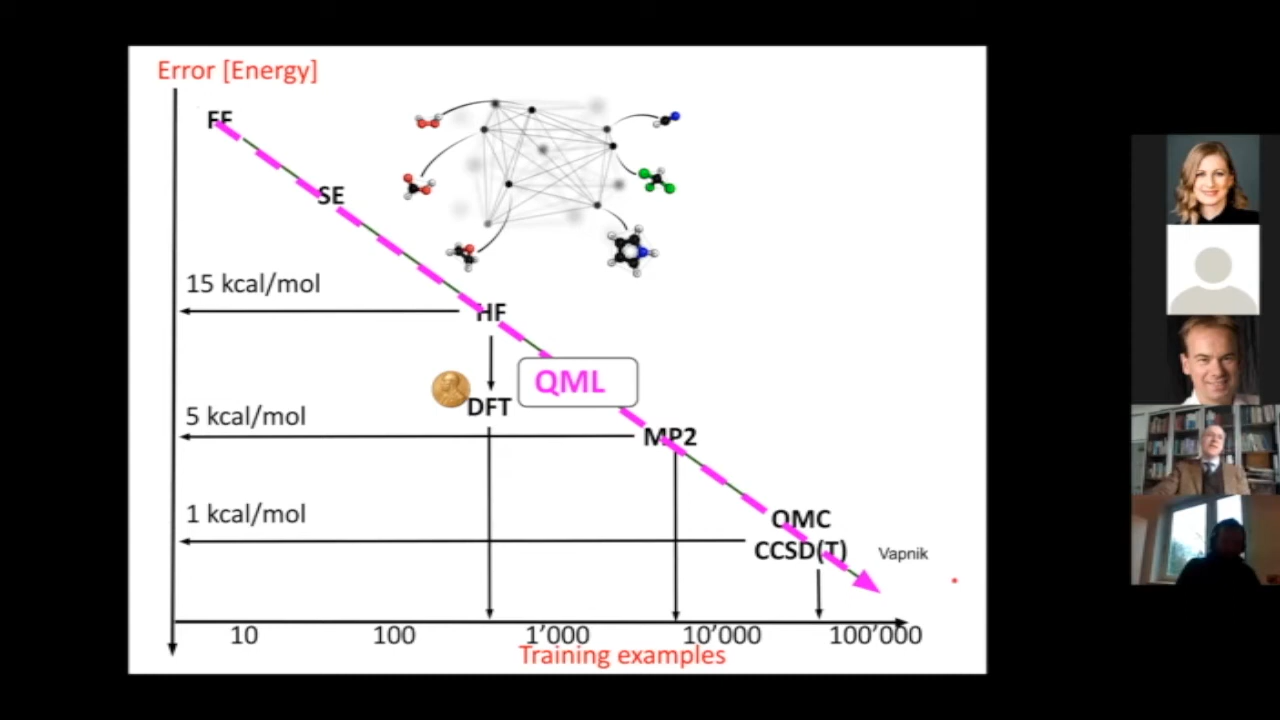 Error [Energy]
FF
SE
15 kcal/mol
HF
QML
DFT
5 kcal/mol
MP2
QMC
1 kcal/mol
CCSD(T)
Vapnik
10 100 1’000 10’000 100’000
Training examples